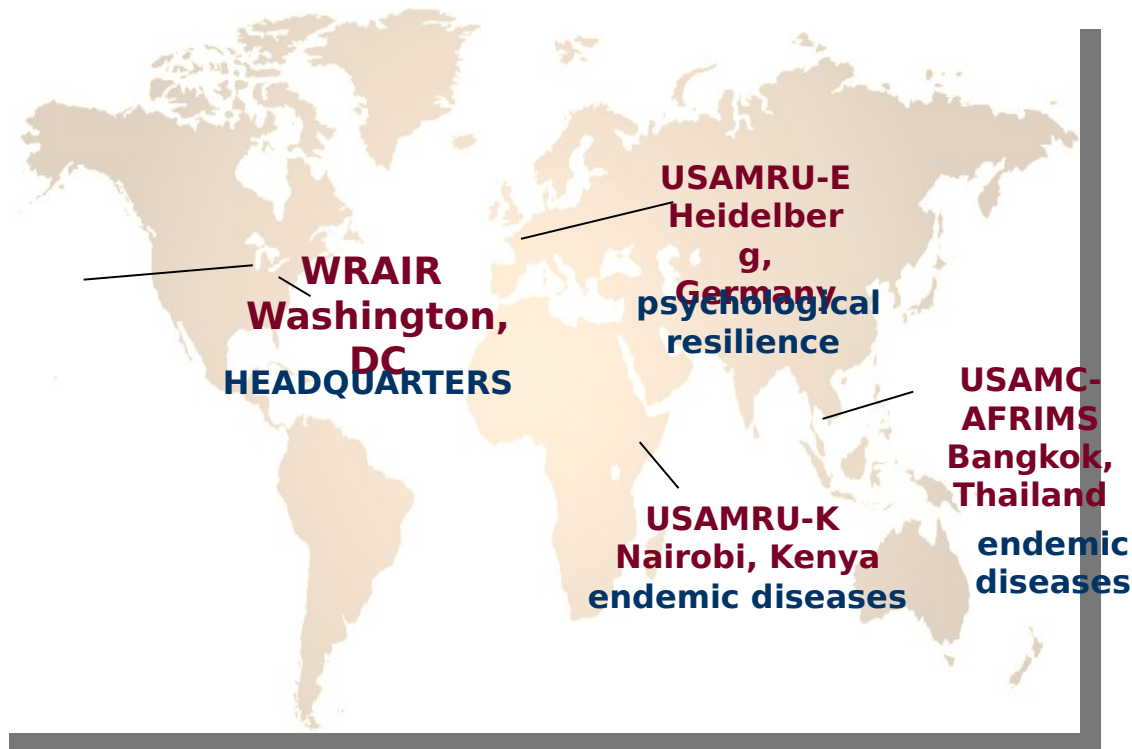 USAMRU-E
Heidelber
g,
Germany
psychological
resilience
WRAIR
Washington,
DC
HEADQUARTERS
USAMC-
AFRIMS
Bangkok,
Thailand
endemic
diseases
USAMRU-K
Nairobi, Kenya
endemic diseases